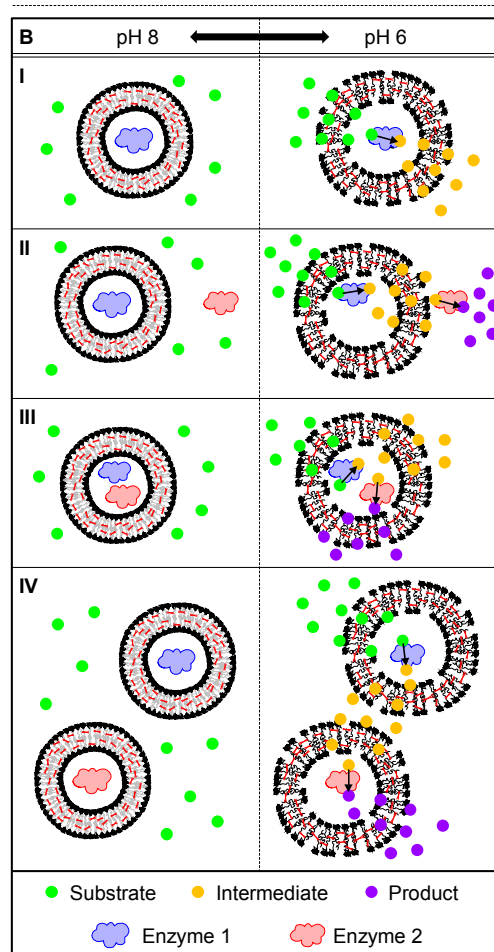 B pH 8 pH 6
I
II
III
IV
Substrate Intermediate Product
Enzyme 1 Enzyme 2